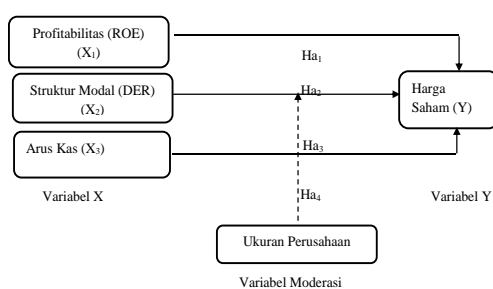 Profitabilitas (ROE)
(X₁)
Ha₁
Struktur Modal (DER)
(X₂)
Ha₂
Harga
Saham (Y)
Arus Kas (X₃)
Ha₃
Variabel X
Ha₄
Variabel Y
Ukuran Perusahaan
Variabel Moderasi